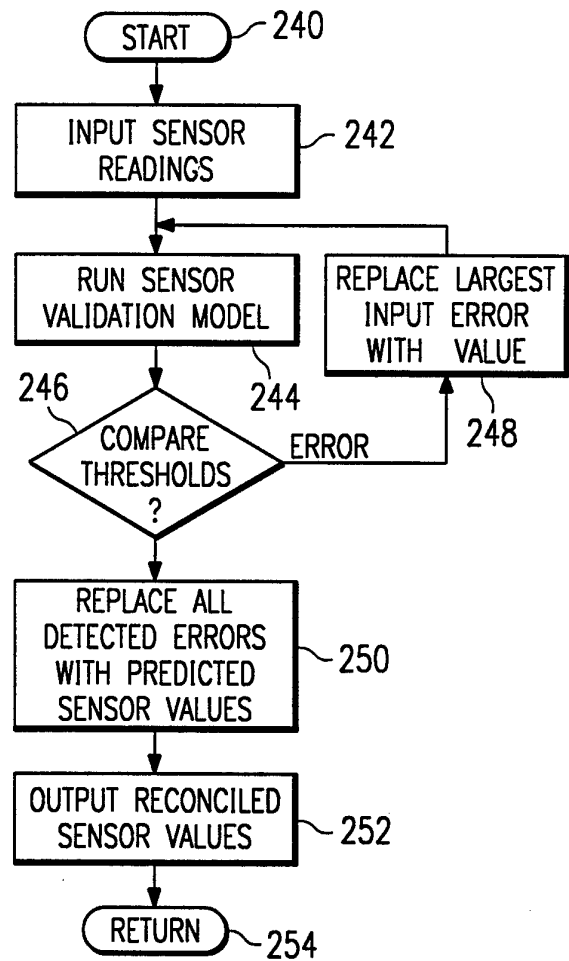 START
240
INPUT SENSOR
READINGS
242
RUN SENSOR
VALIDATION MODEL
244
REPLACE LARGEST
INPUT ERROR
WITH VALUE
248
246
COMPARE
THRESHOLDS
?
ERROR
REPLACE ALL
DETECTED ERRORS
WITH PREDICTED
SENSOR VALUES
250
OUTPUT RECONCILED
SENSOR VALUES
252
RETURN
254